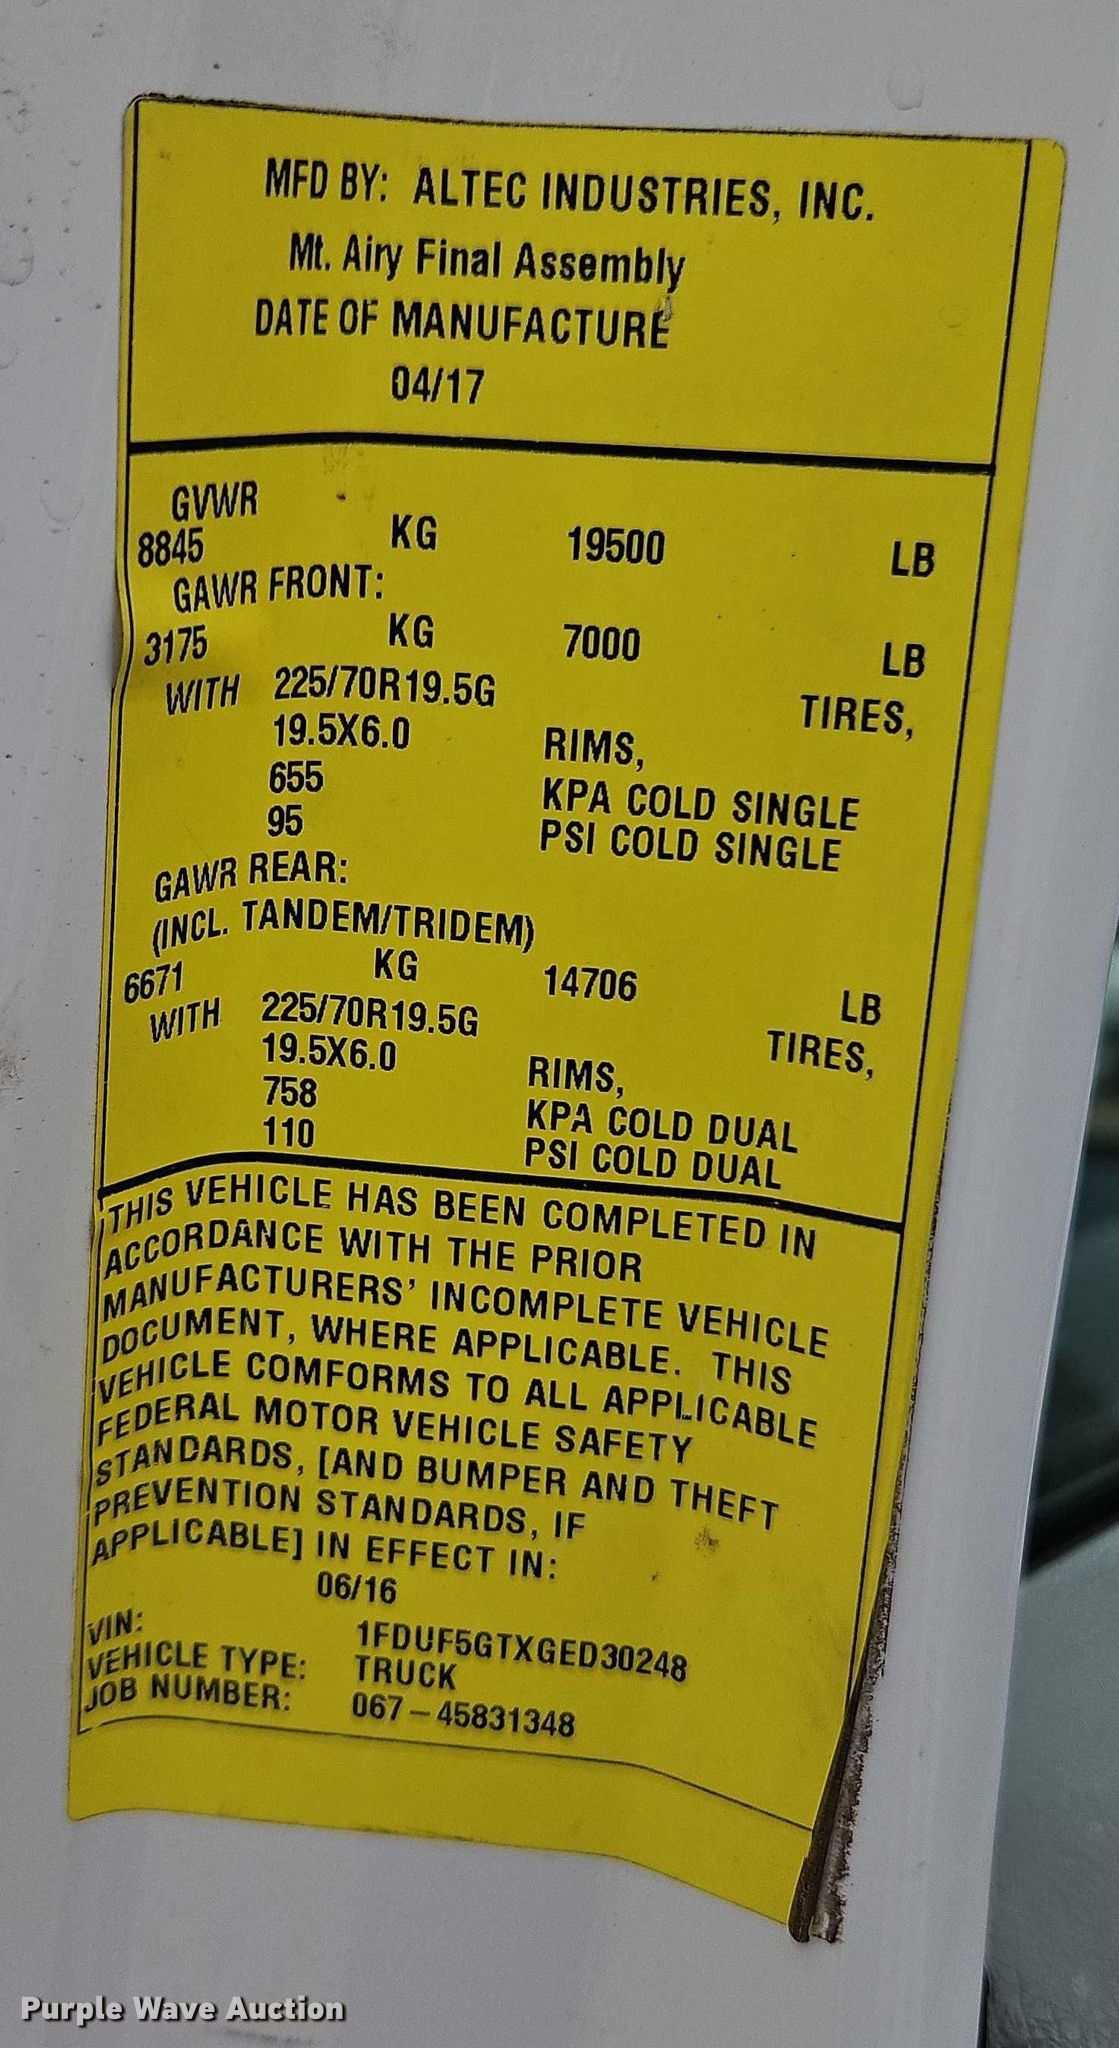 MFD BY: ALTEC INDUSTRIES, INC.
Mt. Airy Final Assembly
DATE OF MANUFACTURE
04/17
GVWR
8845 KG 19500 LB
GAWR FRONT:
3175 KG 7000 LB
WITH 225/70R19.5G TIRES,
19.5X6.0 RIMS,
655 KPA COLD SINGLE
95 PSI COLD SINGLE
GAWR REAR:
(INCL. TANDEM/TRIDEM)
6671 KG 14706 LB
WITH 225/70R19.5G TIRES,
19.5X6.0 RIMS,
758 KPA COLD DUAL
110 PSI COLD DUAL
THIS VEHICLE HAS BEEN COMPLETED IN
ACCORDANCE WITH THE PRIOR
MANUFACTURERS' INCOMPLETE VEHICLE
DOCUMENT, WHERE APPLICABLE. THIS
VEHICLE COMFORMS TO ALL APPLICABLE
FEDERAL MOTOR VEHICLE SAFETY
STANDARDS, [AND BUMPER AND THEFT
PREVENTION STANDARDS, IF
APPLICABLE] IN EFFECT IN:
06/16
VIN: 1FDUF5GTXGED30248
VEHICLE TYPE: TRUCK
JOB NUMBER: 067-45831348
Purple Wave Auction